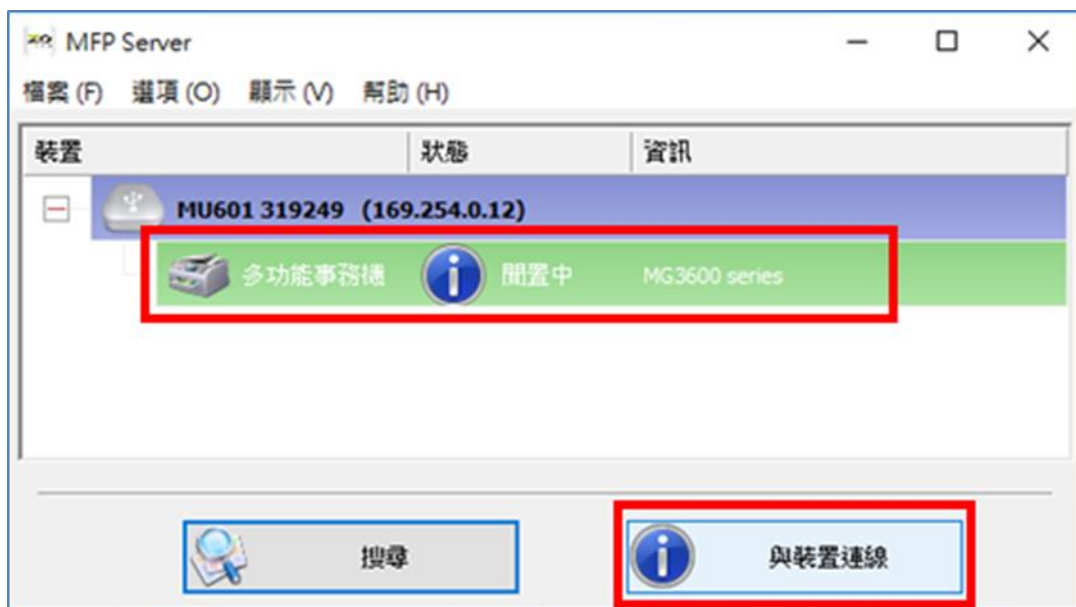 MFP Server
檔案 (F) 選項 (O) 顯示 (V) 幫助 (H)
裝置 狀態 資訊
MU601 319249 (169.254.0.12)
多功能事務機 閒置中 MG3600 series
搜尋 與裝置連線